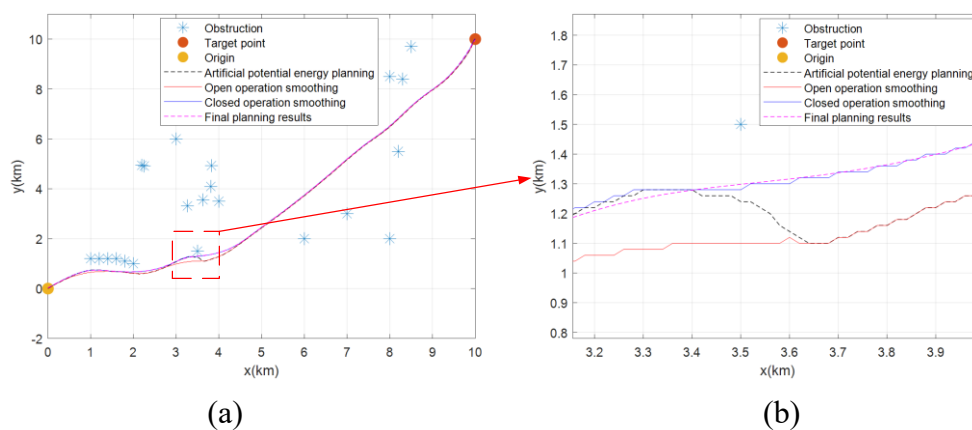 10
8
6
4
2
0
-2
y(km)
0 1 2 3 4 5 6 7 8 9 10
x(km)
Obstruction
Target point
Origin
Artificial potential energy planning
Open operation smoothing
Closed operation smoothing
Final planning results
(a)
1.8
1.7
1.6
1.5
1.4
1.3
1.2
1.1
1
0.9
0.8
y(km)
3.2 3.3 3.4 3.5 3.6 3.7 3.8 3.9
x(km)
Obstruction
Target point
Origin
Artificial potential energy planning
Open operation smoothing
Closed operation smoothing
Final planning results
(b)